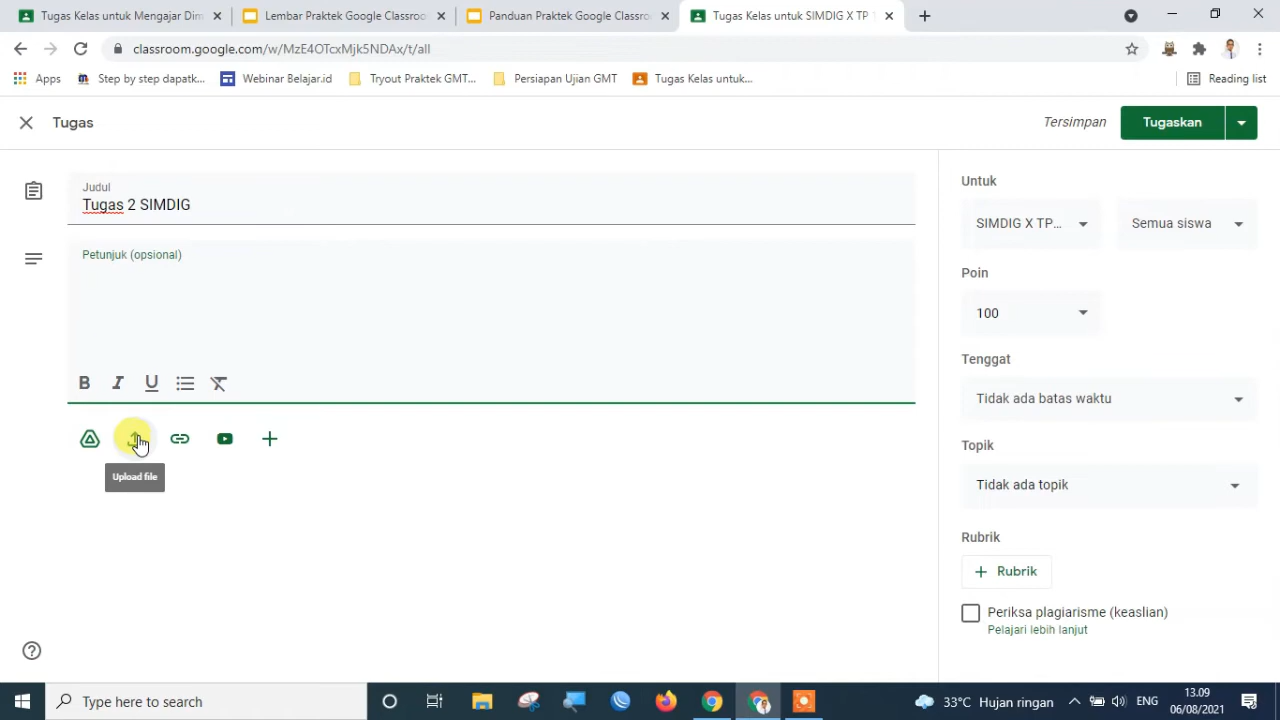 Tugas Kelas untuk Mengajar Dim
Lembar Praktek Google Classro
Panduan Praktek Google Classro
Tugas Kelas untuk SIMDIG X TP 1
classroom.google.com/w/MzE4OTcxMjk5NDAx/t/all
Apps
Step by step dapatk...
Webinar Belajar.id
Tryout Praktek GMT...
Persiapan Ujian GMT
Tugas Kelas untuk...
Reading list
Tugas
Tersimpan
Tugaskan
Judul
Tugas 2 SIMDIG
Petunjuk (opsional)
B I U
Upload file
Untuk
SIMDIG X TP...
Semua siswa
Poin
100
Tenggat
Tidak ada batas waktu
Topik
Tidak ada topik
Rubrik
+ Rubrik
Periksa plagiarisme (keaslian)
Pelajari lebih lanjut
Type here to search
33°C Hujan ringan
ENG
13.09
06/08/2021